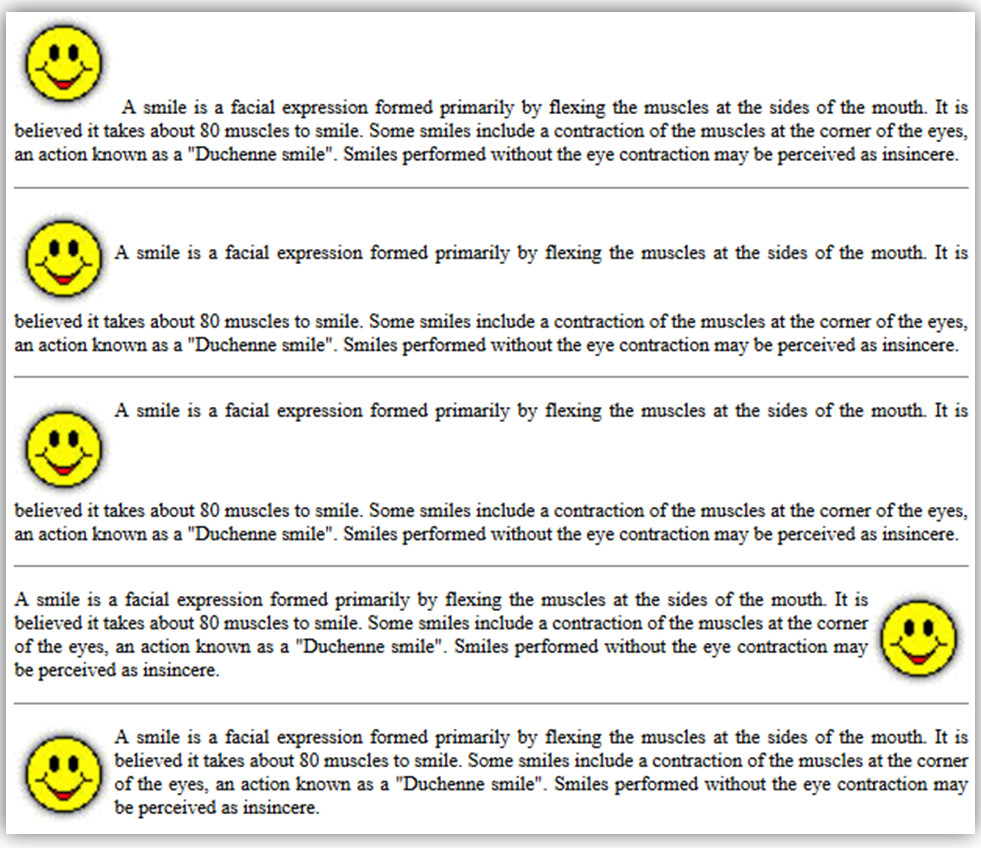 A smile is a facial expression formed primarily by flexing the muscles at the sides of the mouth. It is
believed it takes about 80 muscles to smile. Some smiles include a contraction of the muscles at the corner of the eyes,
an action known as a "Duchenne smile". Smiles performed without the eye contraction may be perceived as insincere.
A smile is a facial expression formed primarily by flexing the muscles at the sides of the mouth. It is
believed it takes about 80 muscles to smile. Some smiles include a contraction of the muscles at the corner of the eyes,
an action known as a "Duchenne smile". Smiles performed without the eye contraction may be perceived as insincere.
A smile is a facial expression formed primarily by flexing the muscles at the sides of the mouth. It is
believed it takes about 80 muscles to smile. Some smiles include a contraction of the muscles at the corner of the eyes,
an action known as a "Duchenne smile". Smiles performed without the eye contraction may be perceived as insincere.
A smile is a facial expression formed primarily by flexing the muscles at the sides of the mouth. It is
believed it takes about 80 muscles to smile. Some smiles include a contraction of the muscles at the corner
of the eyes, an action known as a "Duchenne smile". Smiles performed without the eye contraction may
be perceived as insincere.
A smile is a facial expression formed primarily by flexing the muscles at the sides of the mouth. It is
believed it takes about 80 muscles to smile. Some smiles include a contraction of the muscles at the corner
of the eyes, an action known as a "Duchenne smile". Smiles performed without the eye contraction may
be perceived as insincere.